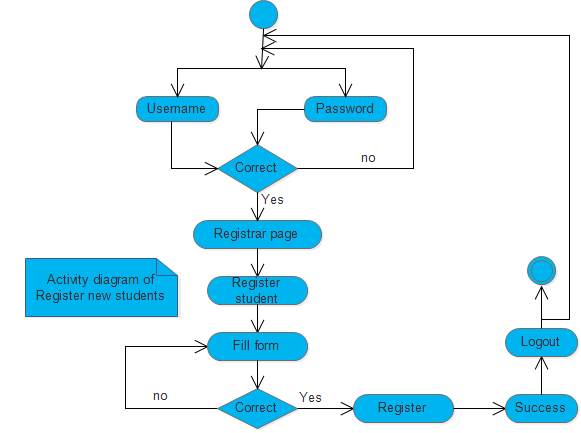 Username
Password
Correct
no
Yes
Registrar page
Activity diagram of
Register new students
Register
student
Fill form
Logout
no
Correct
Yes
Register
Success